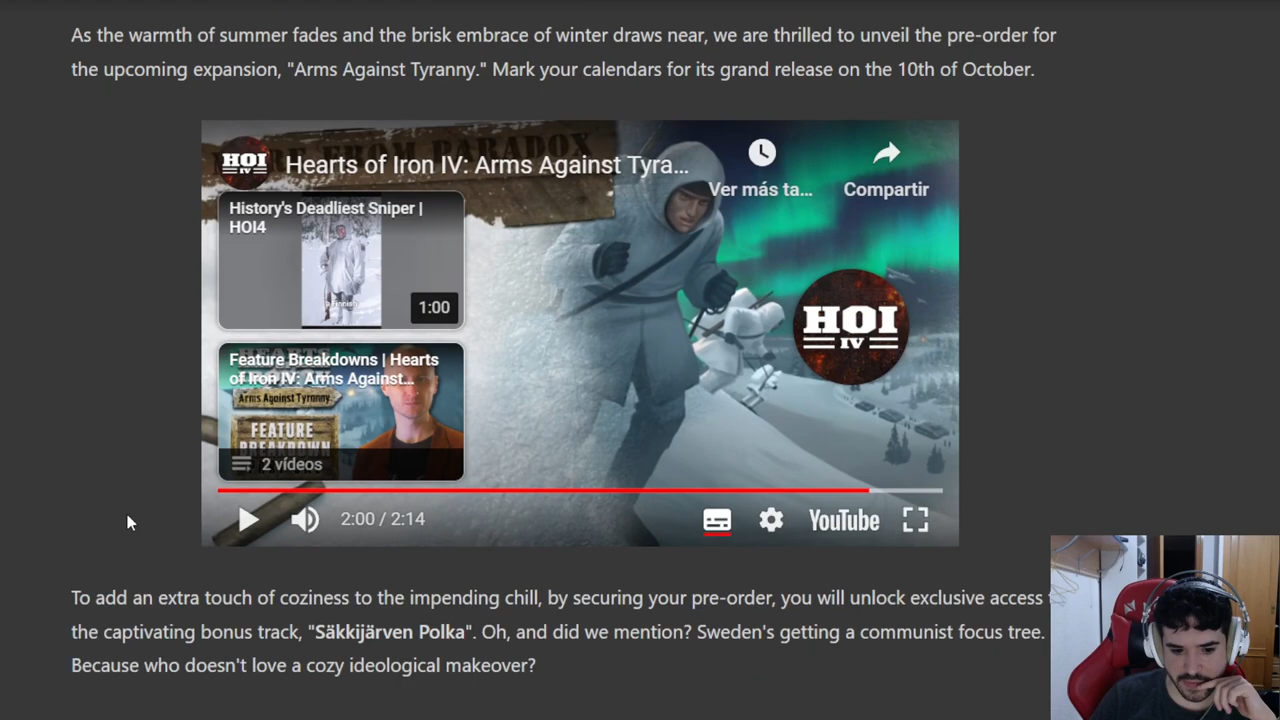 As the warmth of summer fades and the brisk embrace of winter draws near, we are thrilled to unveil the pre-order for
the upcoming expansion, "Arms Against Tyranny." Mark your calendars for its grand release on the 10th of October.
FROM PARADOX
HOI
IV
Hearts of Iron IV: Arms Against Tyra...
Ver más ta...
Compartir
History's Deadliest Sniper |
HOI4
a Finnish
1:00
HOI
IV
Feature Breakdowns | Hearts
of Iron IV: Arms Against...
Arms Against Tyranny
FEATURE
BREAKDOWN
2 vídeos
2:00 / 2:14
YouTube
To add an extra touch of coziness to the impending chill, by securing your pre-order, you will unlock exclusive access
the captivating bonus track, "Säkkijärven Polka". Oh, and did we mention? Sweden's getting a communist focus tree.
Because who doesn't love a cozy ideological makeover?